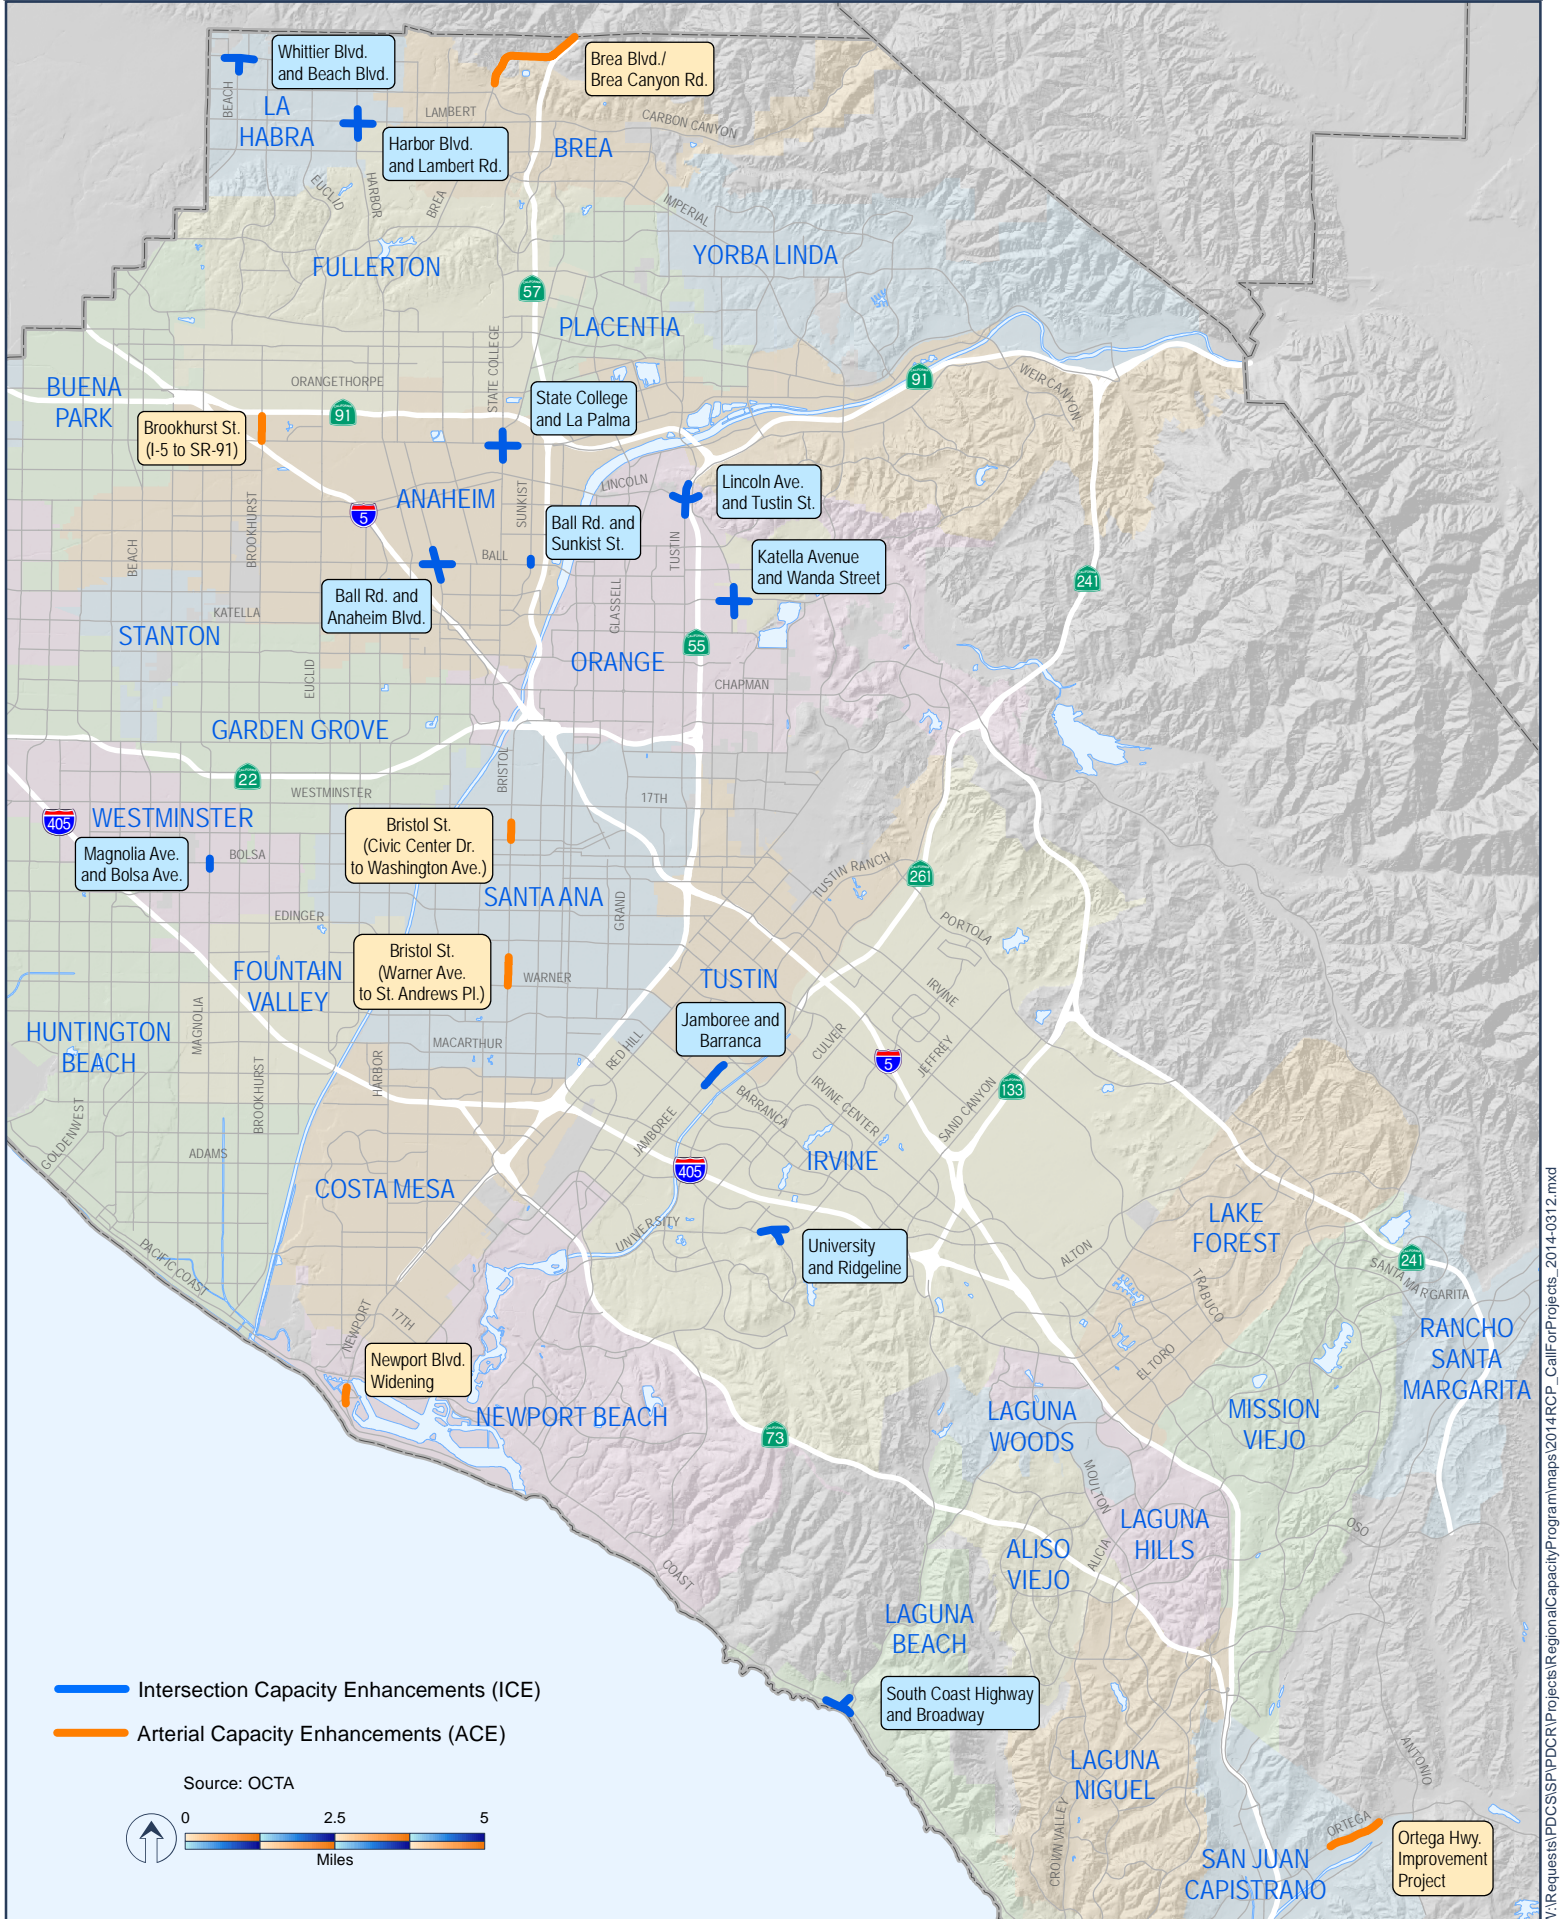 Whittier Blvd.
and Beach Blvd.
Brea Blvd./
Brea Canyon Rd.
BEACH
LA
HABRA
LAMBERT
CARBON CANYON
Harbor Blvd.
and Lambert Rd.
BREA
EUCLID
HARBOR
BREA
IMPERIAL
FULLERTON
YORBA LINDA
57
PLACENTIA
STATE COLLEGE
BUENA
PARK
ORANGETHORPE
91
91
WEIR CANYON
State College
and La Palma
Brookhurst St.
(I-5 to SR-91)
LINCOLN
Lincoln Ave.
and Tustin St.
ANAHEIM
SUNKIST
5
BROOKHURST
BEACH
Ball Rd. and
Sunkist St.
TUSTIN
BALL
Katella Avenue
and Wanda Street
241
Ball Rd. and
Anaheim Blvd.
GLASSELL
KATELLA
STANTON
55
ORANGE
EUCLID
CHAPMAN
GARDEN GROVE
BRISTOL
22
WESTMINSTER
17TH
405
WESTMINSTER
Bristol St.
(Civic Center Dr.
to Washington Ave.)
Magnolia Ave.
and Bolsa Ave.
BOLSA
TUSTIN RANCH
261
SANTA ANA
GRAND
EDINGER
PORTOLA
Bristol St.
(Warner Ave.
to St. Andrews Pl.)
WARNER
FOUNTAIN
VALLEY
TUSTIN
IRVINE
MAGNOLIA
HUNTINGTON
BEACH
Jamboree and
Barranca
CULVER
MACARTHUR
RED HILL
JEFFREY
5
HARBOR
BROOKHURST
133
BARRANCA
IRVINE CENTER
SAND CANYON
GOLDENWEST
JAMBOREE
ADAMS
405
IRVINE
COSTA MESA
LAKE
FOREST
UNIVERSITY
University
and Ridgeline
ALTON
241
PACIFIC COAST
SANTA MARGARITA
TRABUCO
NEWPORT
17TH
RANCHO
SANTA
MARGARITA
Newport Blvd.
Widening
EL TORO
NEWPORT BEACH
LAGUNA
WOODS
MISSION
VIEJO
73
MOULTON
LAGUNA
HILLS
OSO
ALISO
VIEJO
ALICIA
COAST
LAGUNA
BEACH
Intersection Capacity Enhancements (ICE)
South Coast Highway
and Broadway
Arterial Capacity Enhancements (ACE)
ANTONIO
LAGUNA
NIGUEL
Source: OCTA
0 2.5 5
Miles
CROWN VALLEY
ORTEGA
Ortega Hwy.
Improvement
Project
SAN JUAN
CAPISTRANO
V:\Requests\PDCS\SP\PDCR\Projects\RegionalCapacityProgram\maps\2014RCP_CallForProjects_2014-0312.mxd